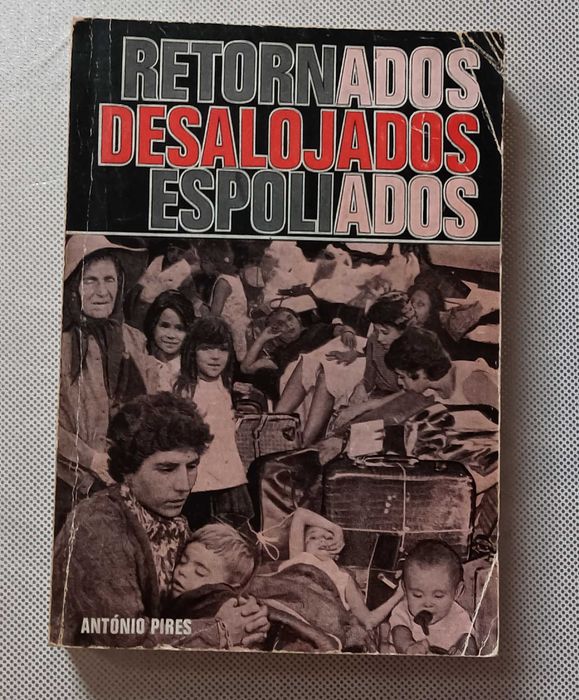 RETORNADOS
DESALOJADOS
ESPOLIADOS
ANTÓNIO PIRES